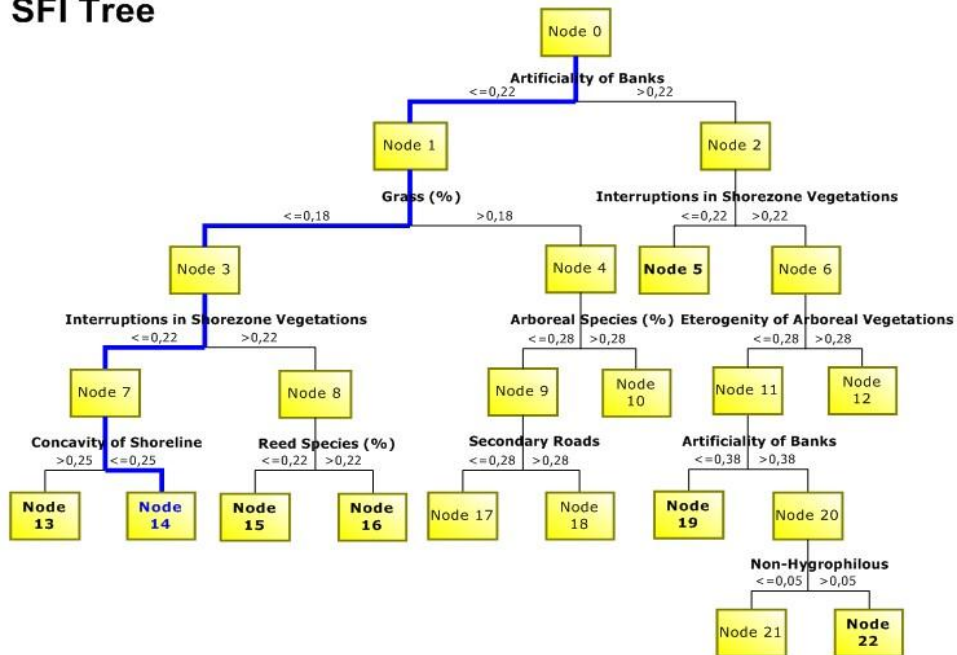 SFI Tree
Node 0
Artificiality of Banks
<=0,22 >0,22
Node 1 Node 2
Grass (%) Interruptions in Shorezone Vegetations
<=0,18 >0,18 <=0,22 >0,22
Node 3 Node 4 Node 5 Node 6
Interruptions in Shorezone Vegetations Arboreal Species (%) Eterogenity of Arboreal Vegetations
<=0,22 >0,22 <=0,28 >0,28 <=0,28 >0,28
Node 7 Node 8 Node 9 Node 10 Node 11 Node 12
Concavity of Shoreline Reed Species (%) Secondary Roads Artificiality of Banks
>0,25 <=0,25 <=0,22 >0,22 <=0,28 >0,28 <=0,38 >0,38
Node 13 Node 14 Node 15 Node 16 Node 17 Node 18 Node 19 Node 20
Non-Hygrophilous
<=0,05 >0,05
Node 21 Node 22